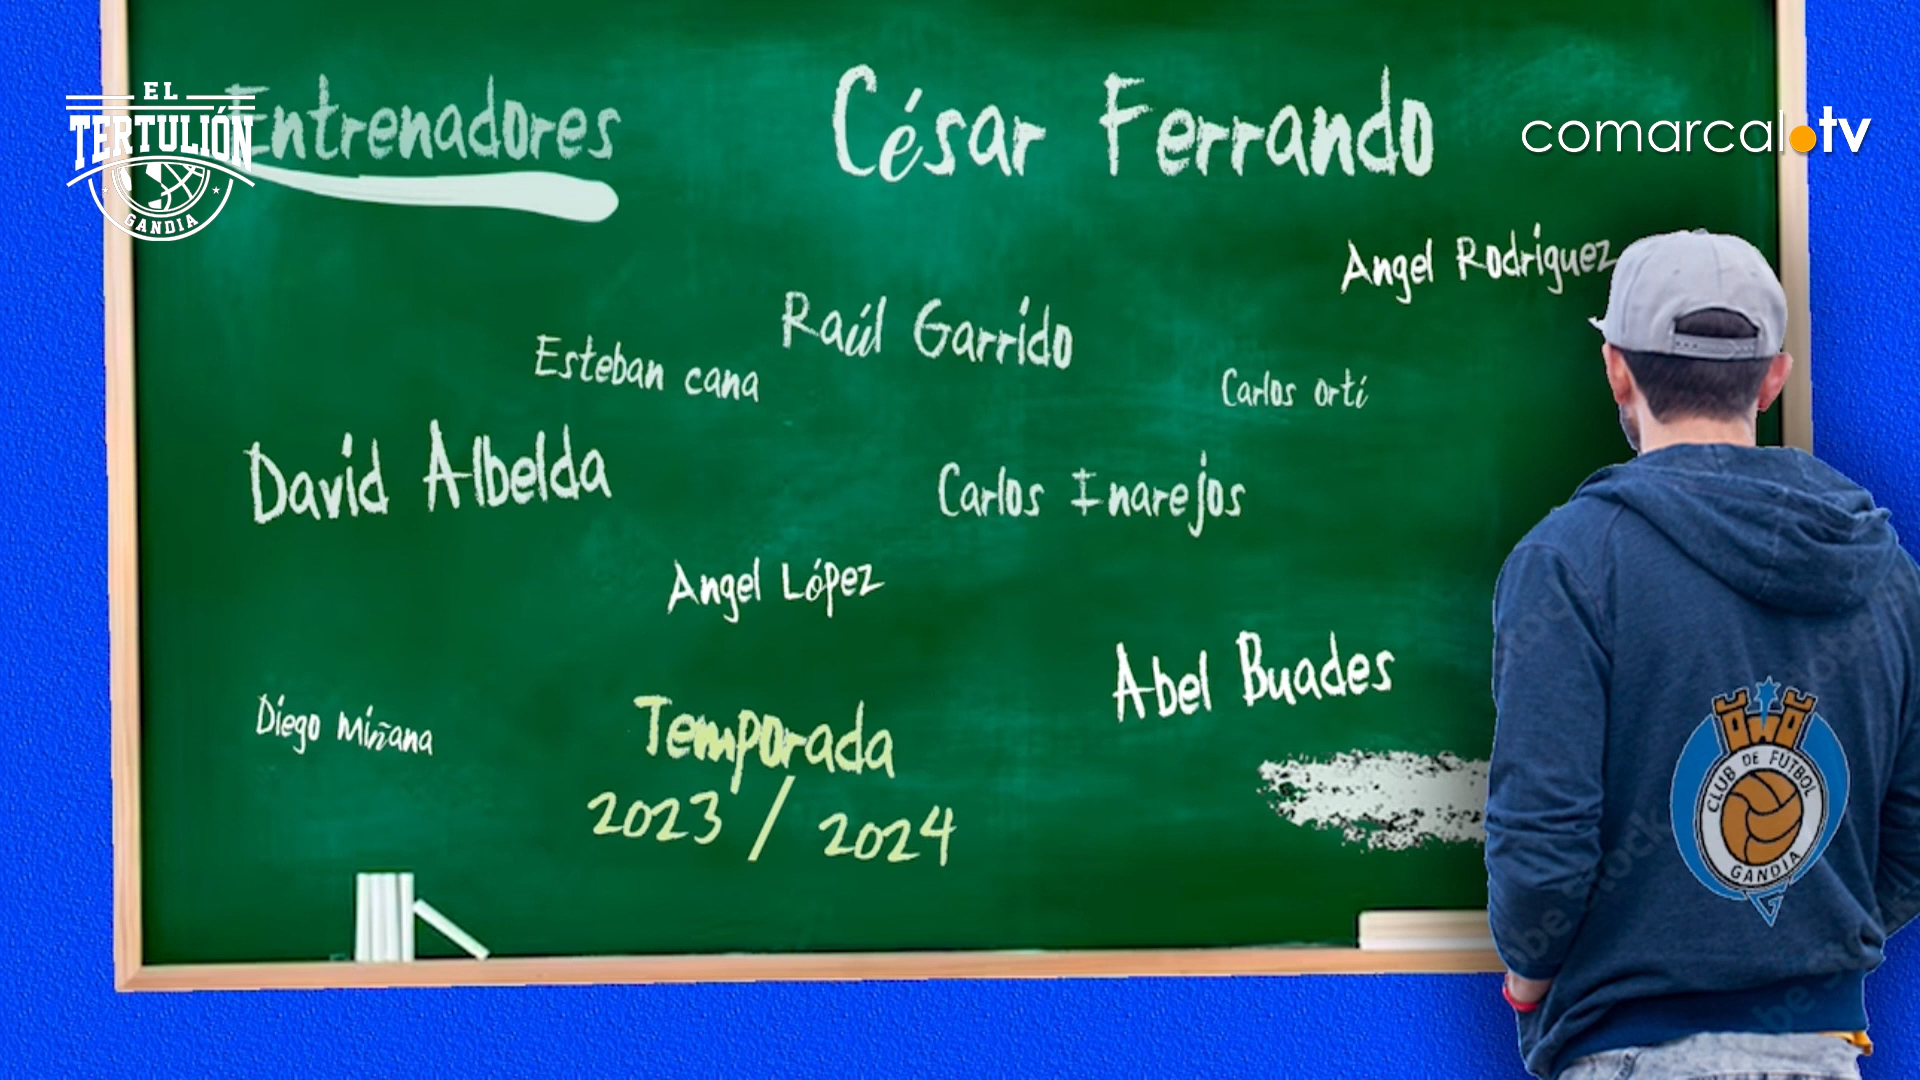 EL
TERTULIÓN
GANDIA
Entrenadores
César Ferrando
comarcal.tv
Angel Rodriguez
Raúl Garrido
Esteban cana
Carlos ortí
David Albelda
Carlos Inarejos
Angel López
Abel Buades
Diego miñana
Temporada
2023 / 2024
CLUB DE FUTBOL
GANDIA